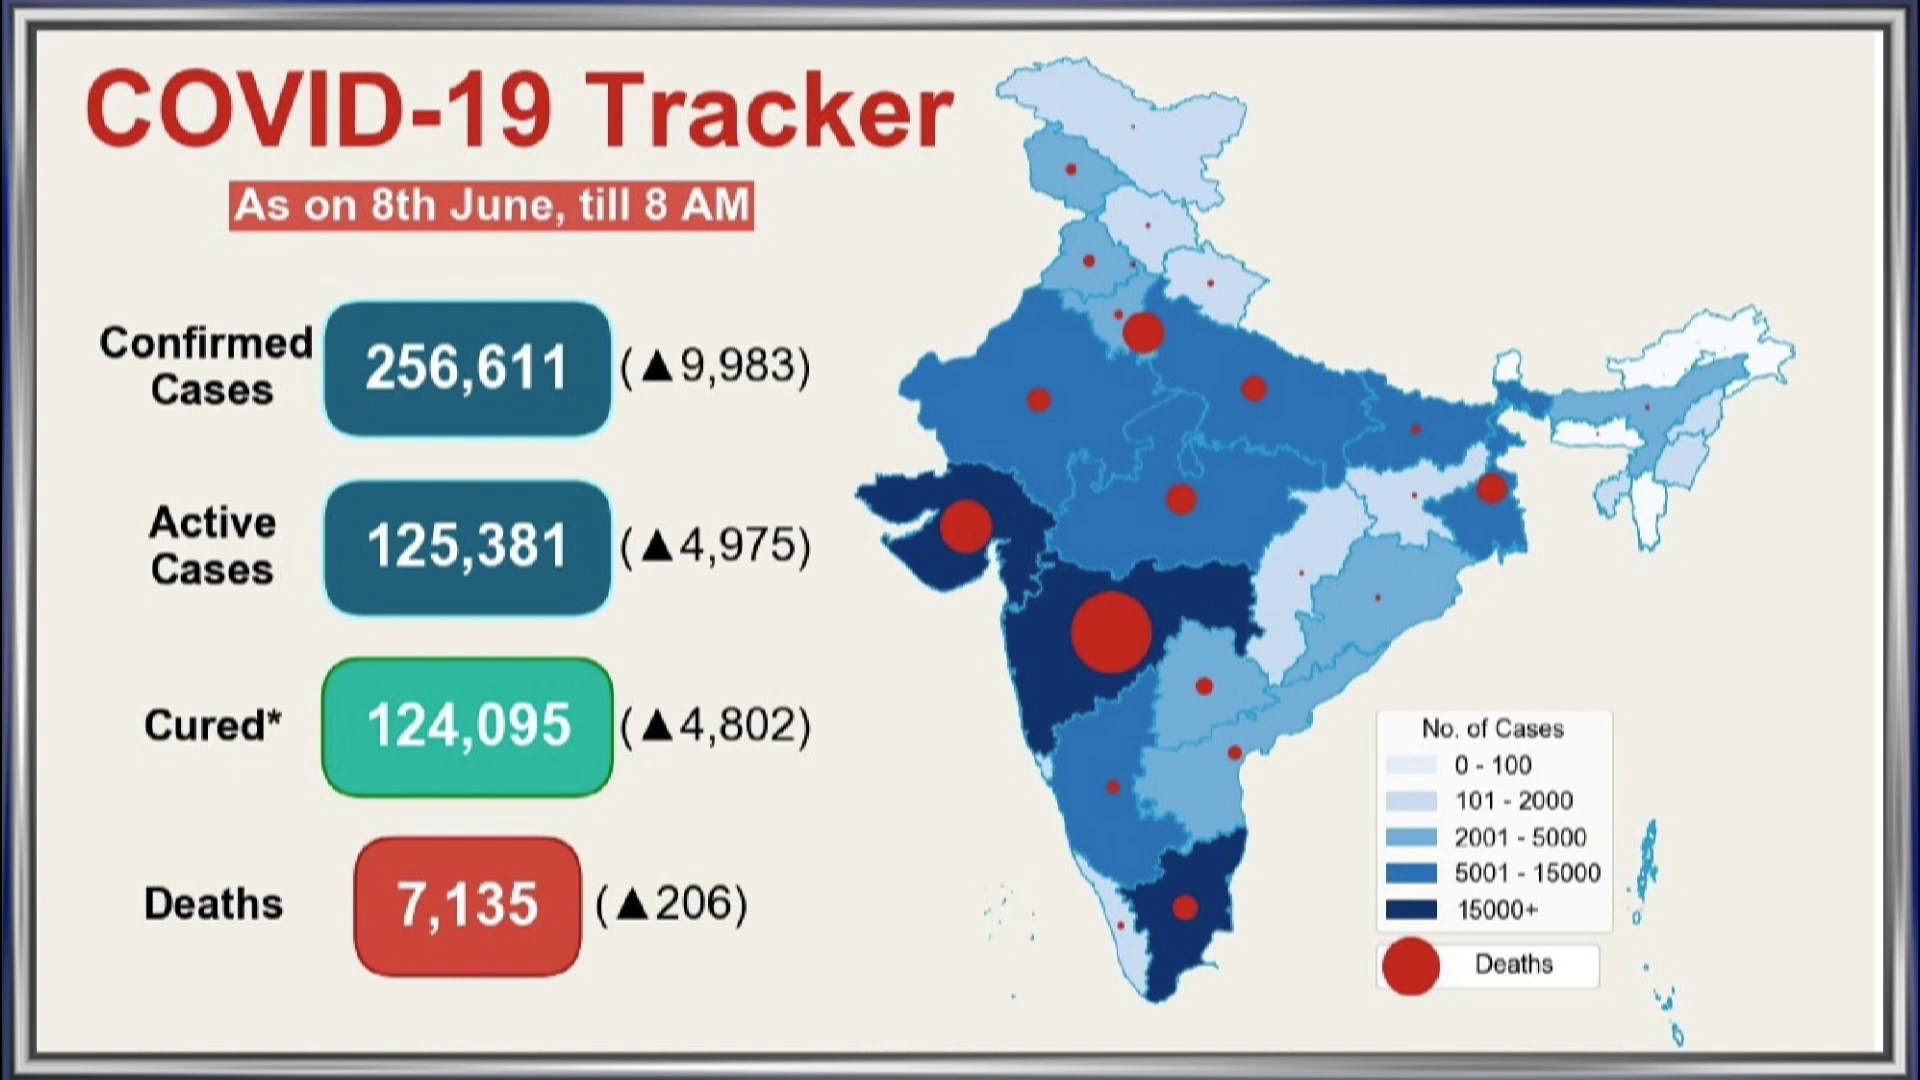 COVID-19 Tracker
As on 8th June, till 8 AM
Confirmed
Cases
256,611
(▲9,983)
Active
Cases
125,381
(▲4,975)
Cured*
124,095
(▲4,802)
Deaths
7,135
(▲206)
No. of Cases
0 - 100
101 - 2000
2001 - 5000
5001 - 15000
15000+
Deaths